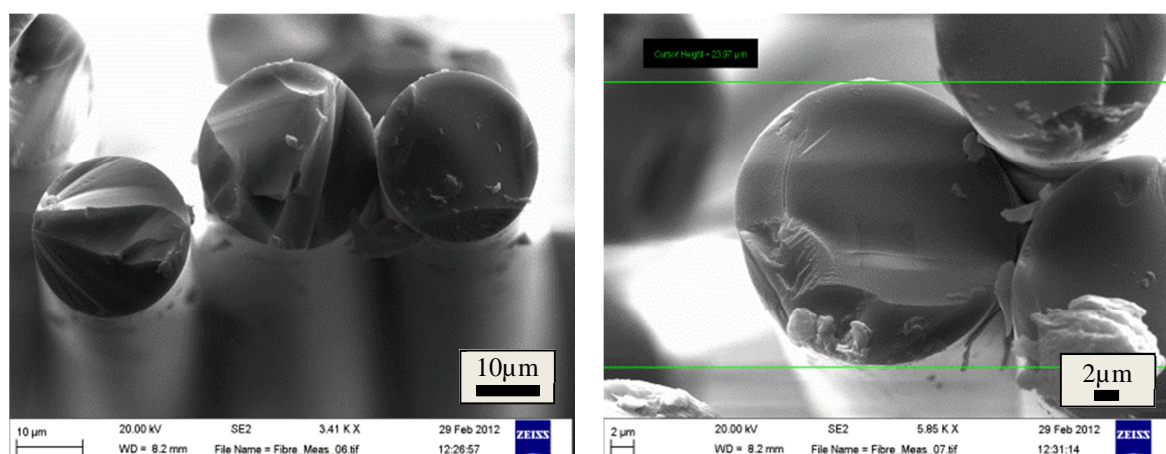 Cursor Height = 23.97 µm
10µm
2µm
10 µm
20.00 kV
SE2
3.41 K X
29 Feb 2012
ZEISS
WD = 8.2 mm
File Name = Fibre_Meas_06.tif
12:26:57
2 µm
20.00 kV
SE2
5.85 K X
29 Feb 2012
ZEISS
WD = 8.2 mm
File Name = Fibre_Meas_07.tif
12:31:14